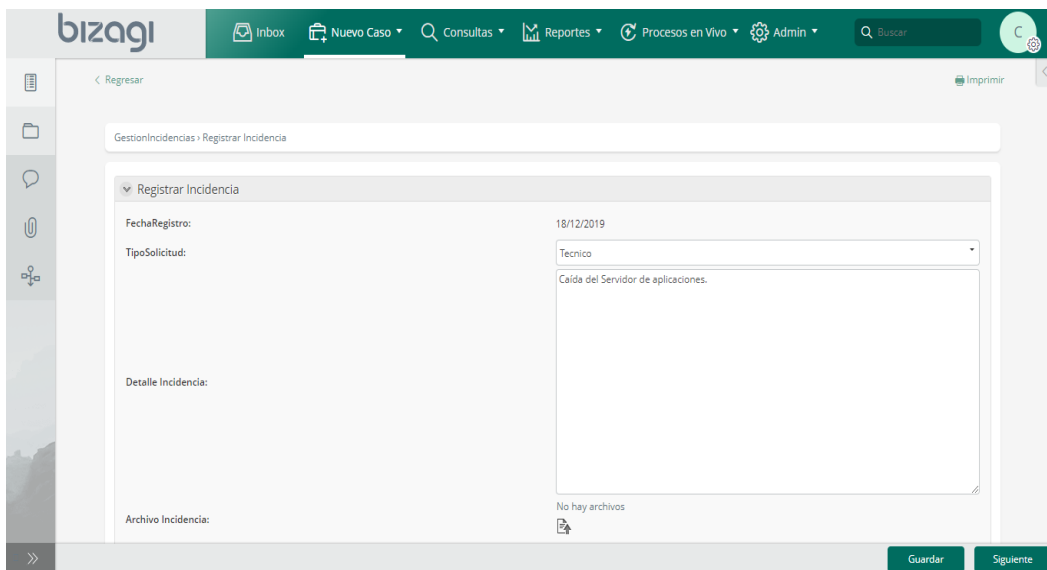 bizagi
Inbox Nuevo Caso Consultas Reportes Procesos en Vivo Admin Buscar C
Regresar Imprimir
GestionIncidencias › Registrar Incidencia
Registrar Incidencia
FechaRegistro: 18/12/2019
TipoSolicitud: Tecnico
Caída del Servidor de aplicaciones.
Detalle Incidencia:
No hay archivos
Archivo Incidencia:
Guardar Siguiente